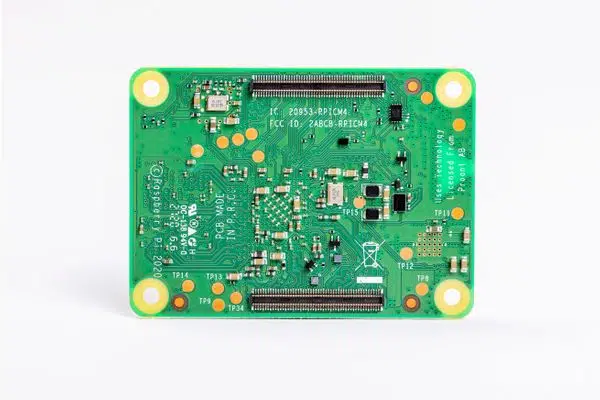 IC: 20953-RPICM4
FCC ID: 2ABCB-RPICM4
Uses Technology
Licensed From
Proant AB
© Raspberry Pi 2020
PCB MADE
IN P.R.C.
TP15
TP11
TP12
TP14
TP13
TP8
TP9
TP34